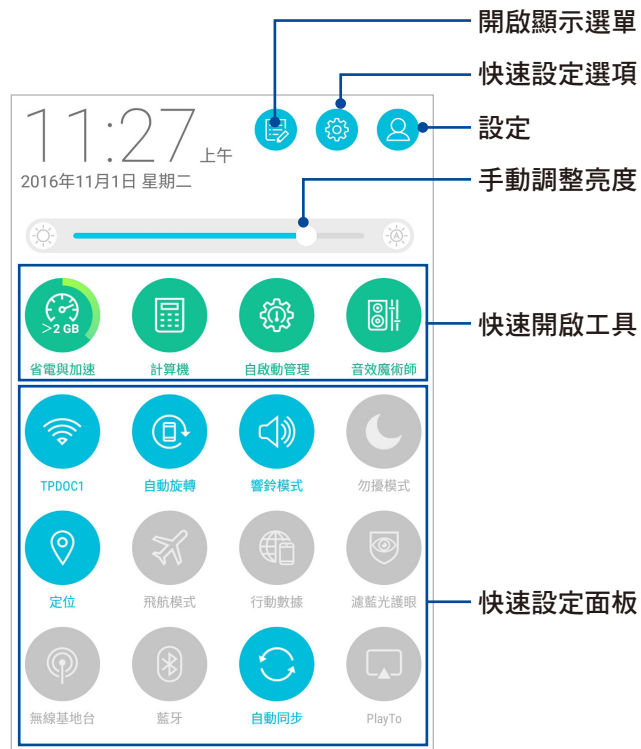 開啟顯示選單
快速設定選項
設定
手動調整亮度
11:27 上午
2016年11月1日 星期二
A
>2 GB
省電與加速
計算機
自啟動管理
音效魔術師
快速開啟工具
TPDOC1
自動旋轉
響鈴模式
勿擾模式
定位
飛航模式
行動數據
濾藍光護眼
快速設定面板
無線基地台
藍牙
自動同步
PlayTo